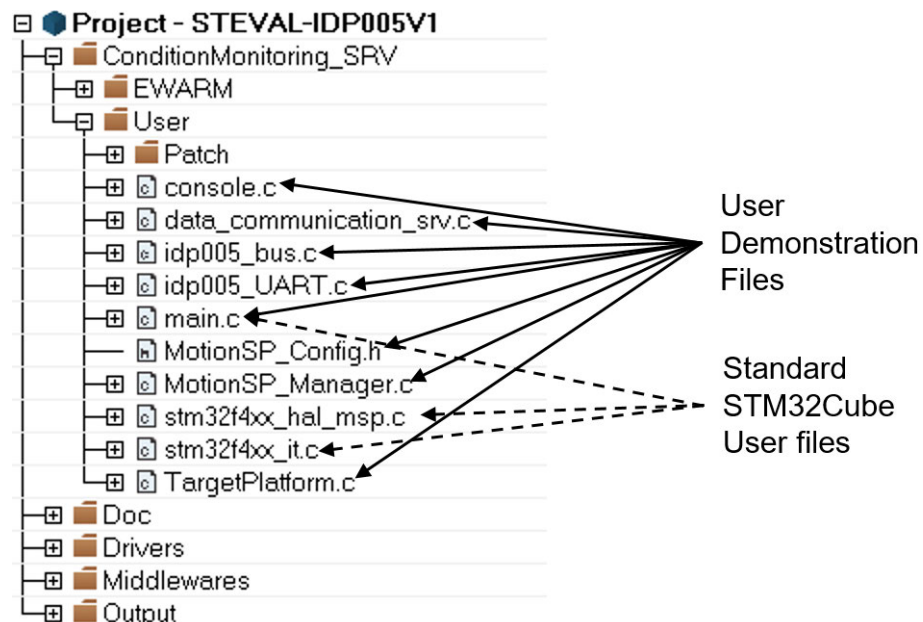 Project - STEVAL-IDP005V1
ConditionMonitoring_SRV
EWARM
User
Patch
console.c
data_communication_srv.c
idp005_bus.c
idp005_UART.c
main.c
MotionSP_Config.h
MotionSP_Manager.c
stm32f4xx_hal_msp.c
stm32f4xx_it.c
TargetPlatform.c
Doc
Drivers
Middlewares
Output
User
Demonstration
Files
Standard
STM32Cube
User files